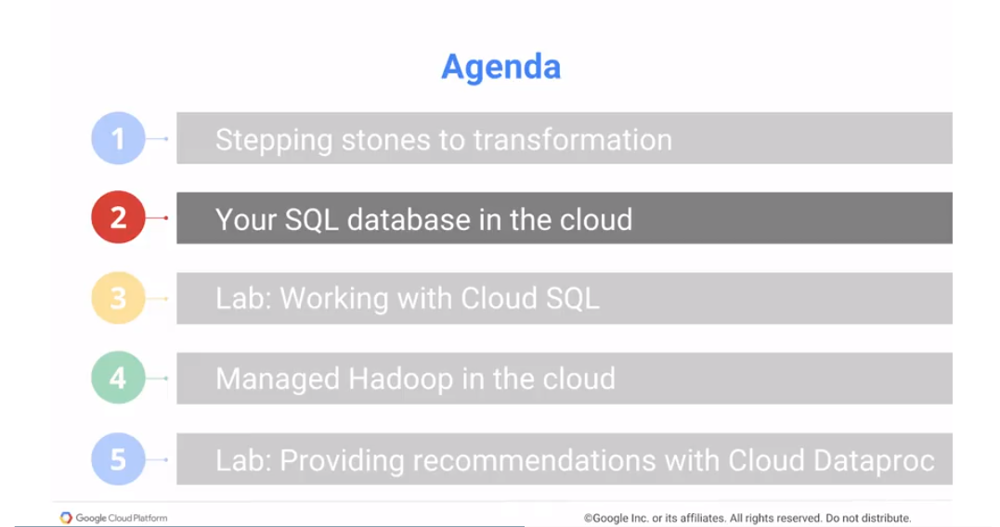 Agenda
1
Stepping stones to transformation
2
Your SQL database in the cloud
3
Lab: Working with Cloud SQL
4
Managed Hadoop in the cloud
5
Lab: Providing recommendations with Cloud Dataproc
Google Cloud Platform
©Google Inc. or its affiliates. All rights reserved. Do not distribute.